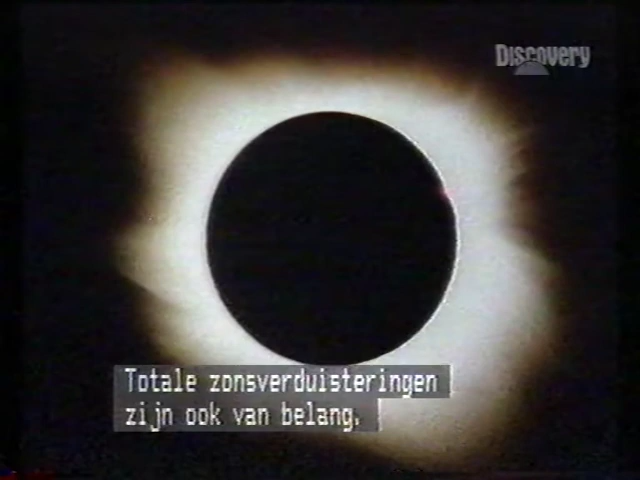 Discovery
Totale zonsverduisteringen
zijn ook van belang.